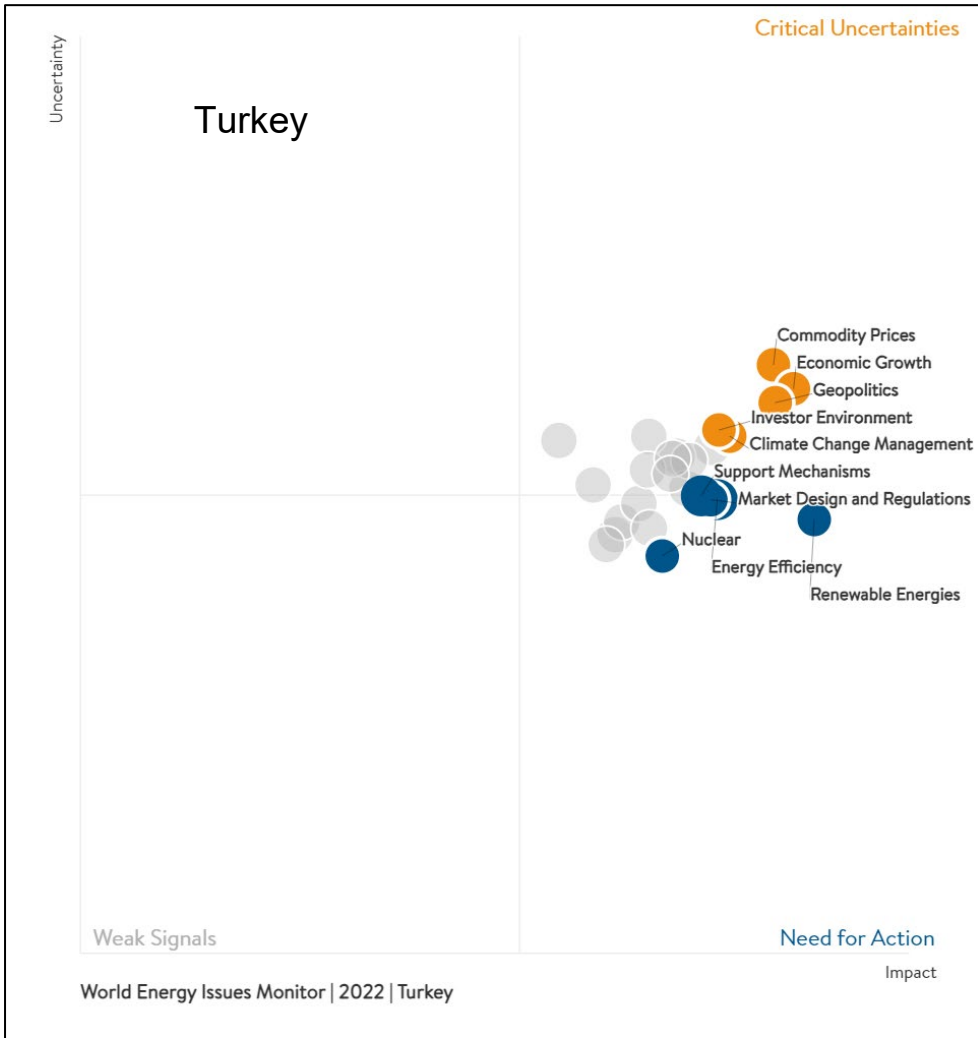 Critical Uncertainties
Uncertainty
Turkey
Commodity Prices
Economic Growth
Geopolitics
Investor Environment
Climate Change Management
Support Mechanisms
Market Design and Regulations
Nuclear
Energy Efficiency
Renewable Energies
Weak Signals
Need for Action
Impact
World Energy Issues Monitor | 2022 | Turkey